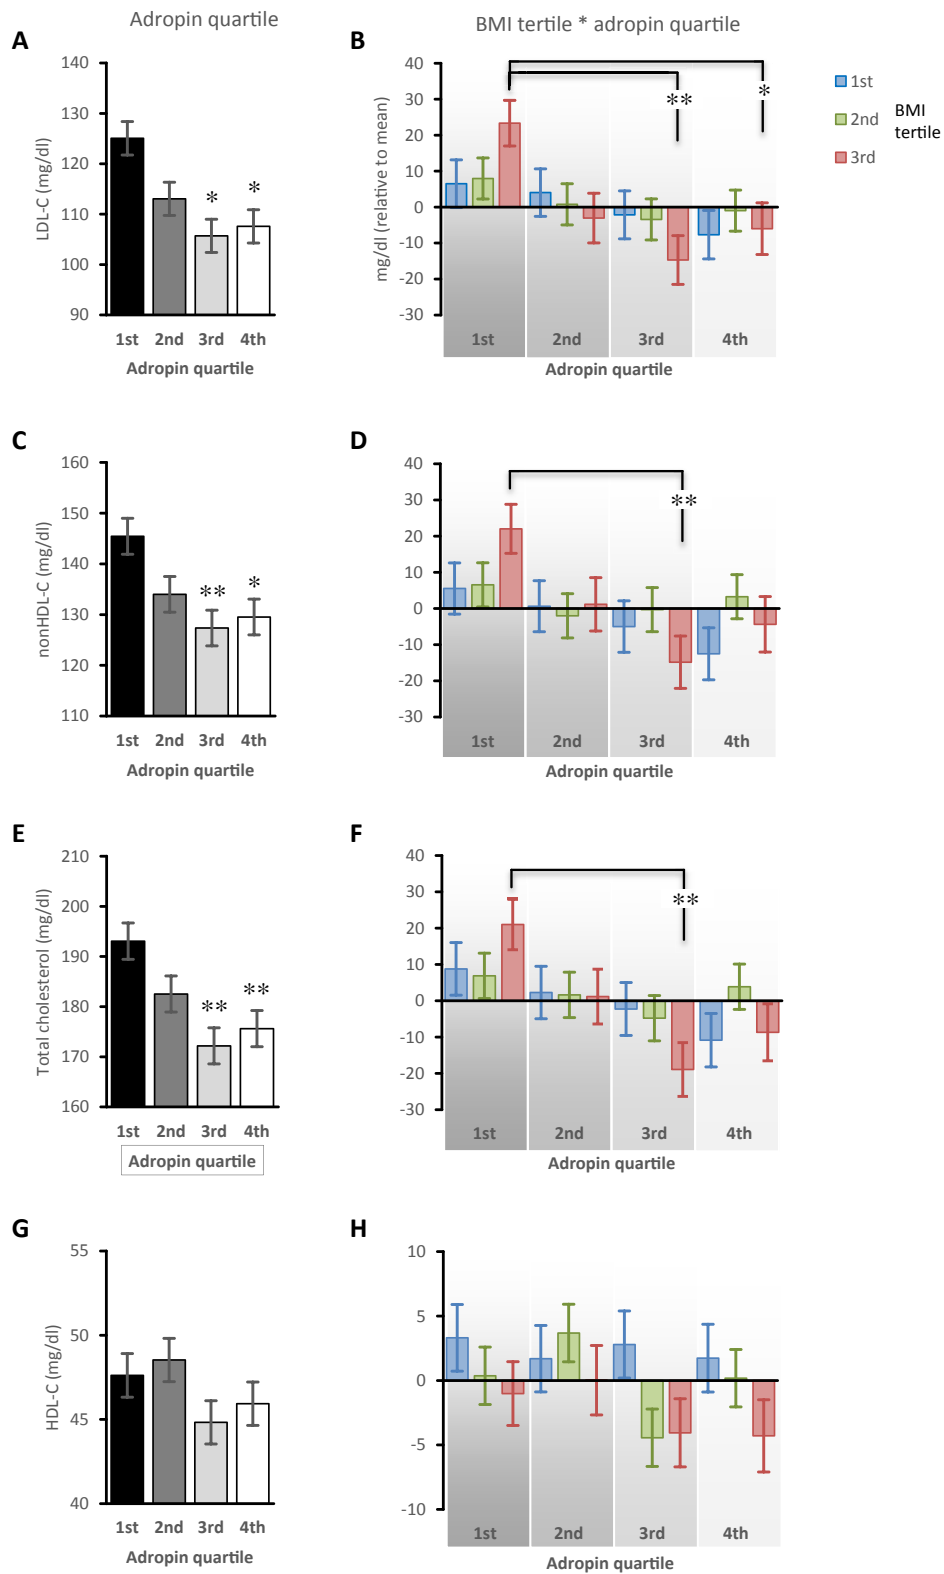 Adropin quartile
BMI tertile * adropin quartile
A
140
130
120
110
100
90
LDL-C (mg/dl)
* *
1st 2nd 3rd 4th
Adropin quartile
B
40
30
20
10
0
-10
-20
-30
mg/dl (relative to mean)
** *
1st 2nd 3rd 4th
Adropin quartile
1st
2nd
3rd
BMI
tertile
C
160
150
140
130
120
110
nonHDL-C (mg/dl)
** *
1st 2nd 3rd 4th
Adropin quartile
D
40
30
20
10
0
-10
-20
-30
**
1st 2nd 3rd 4th
Adropin quartile
E
210
200
190
180
170
160
Total cholesterol (mg/dl)
** **
1st 2nd 3rd 4th
Adropin quartile
F
40
30
20
10
0
-10
-20
-30
**
1st 2nd 3rd 4th
Adropin quartile
G
55
50
45
40
HDL-C (mg/dl)
1st 2nd 3rd 4th
Adropin quartile
H
10
5
0
-5
-10
1st 2nd 3rd 4th
Adropin quartile